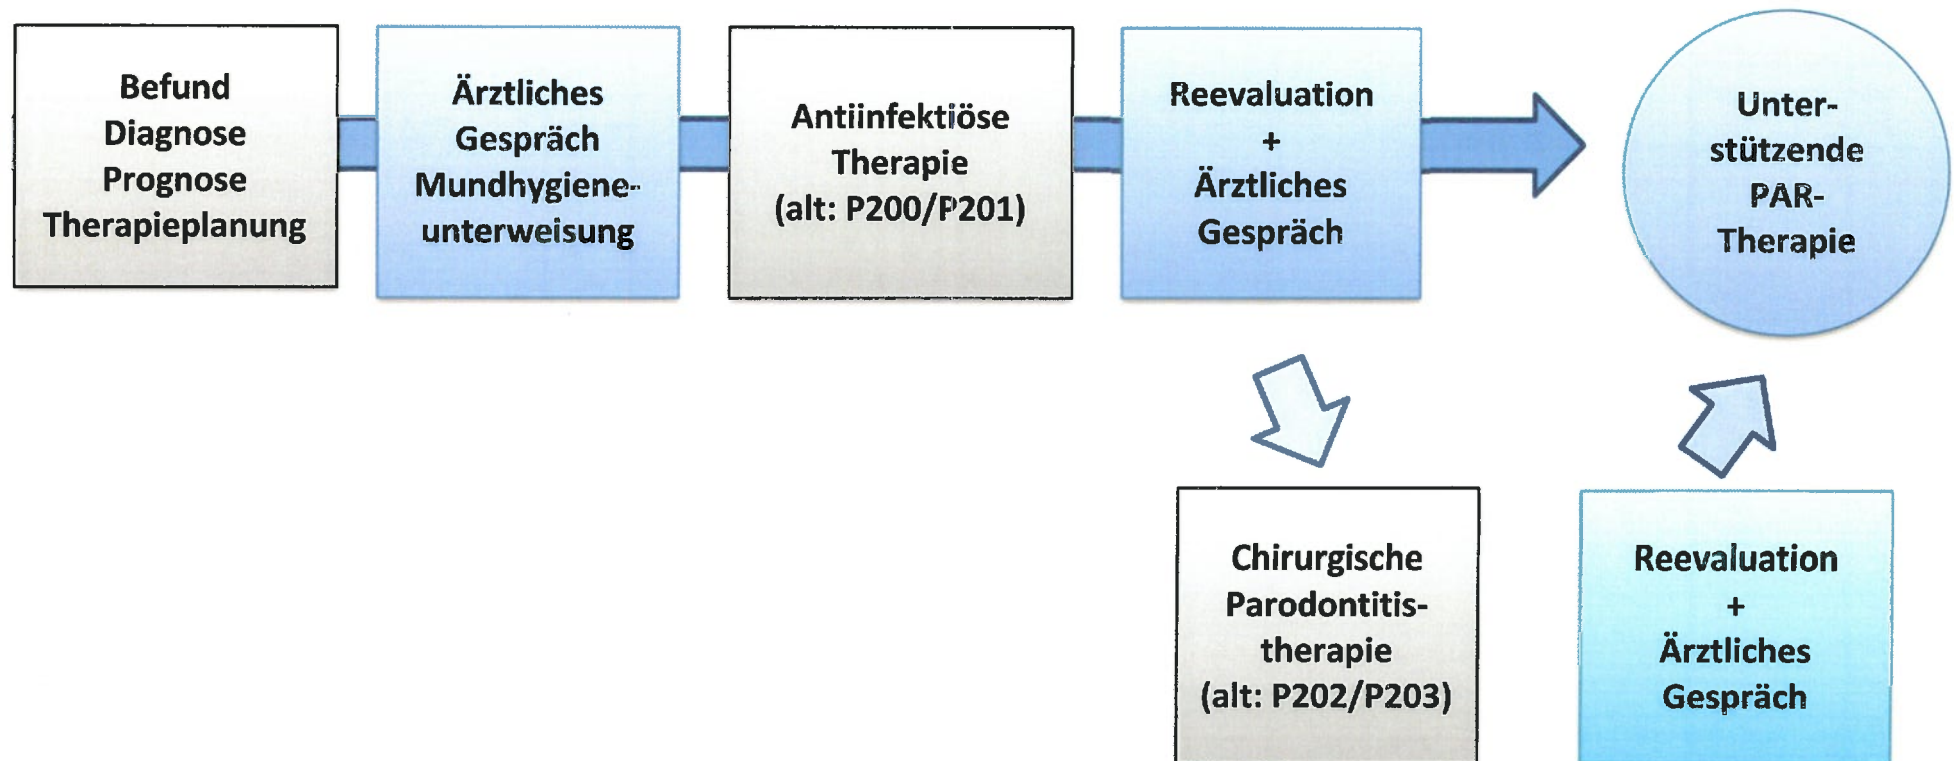 Befund
Diagnose
Prognose
Therapieplanung
Ärztliches
Gespräch
Mundhygiene-
unterweisung
Antiinfektiöse
Therapie
(alt: P200/P201)
Reevaluation
+
Ärztliches
Gespräch
Unter-
stützende
PAR-
Therapie
Chirurgische
Parodontitis-
therapie
(alt: P202/P203)
Reevaluation
+
Ärztliches
Gespräch